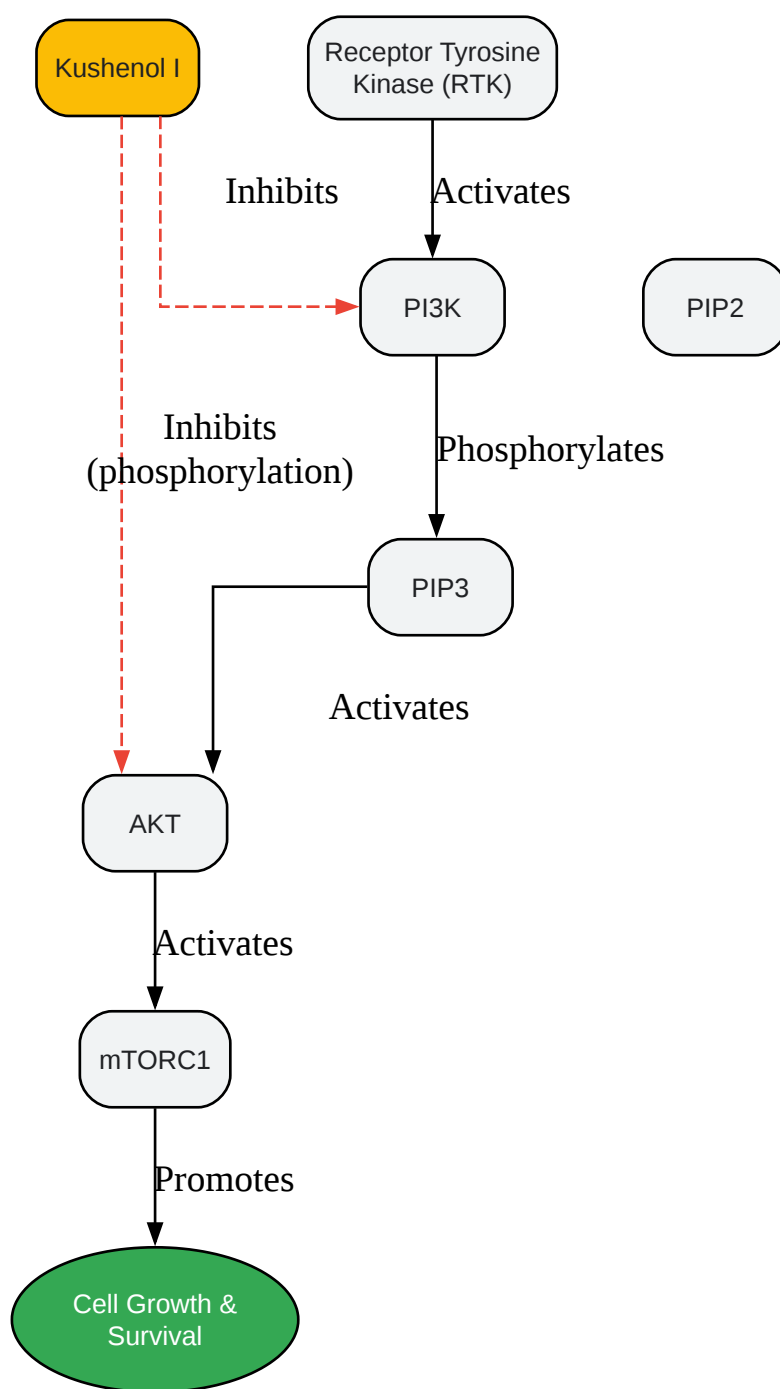 Kushenol I
Receptor Tyrosine
Kinase (RTK)
Inhibits
Activates
PI3K
PIP2
Inhibits
(phosphorylation)
Phosphorylates
PIP3
Activates
AKT
Activates
mTORC1
Promotes
Cell Growth &
Survival